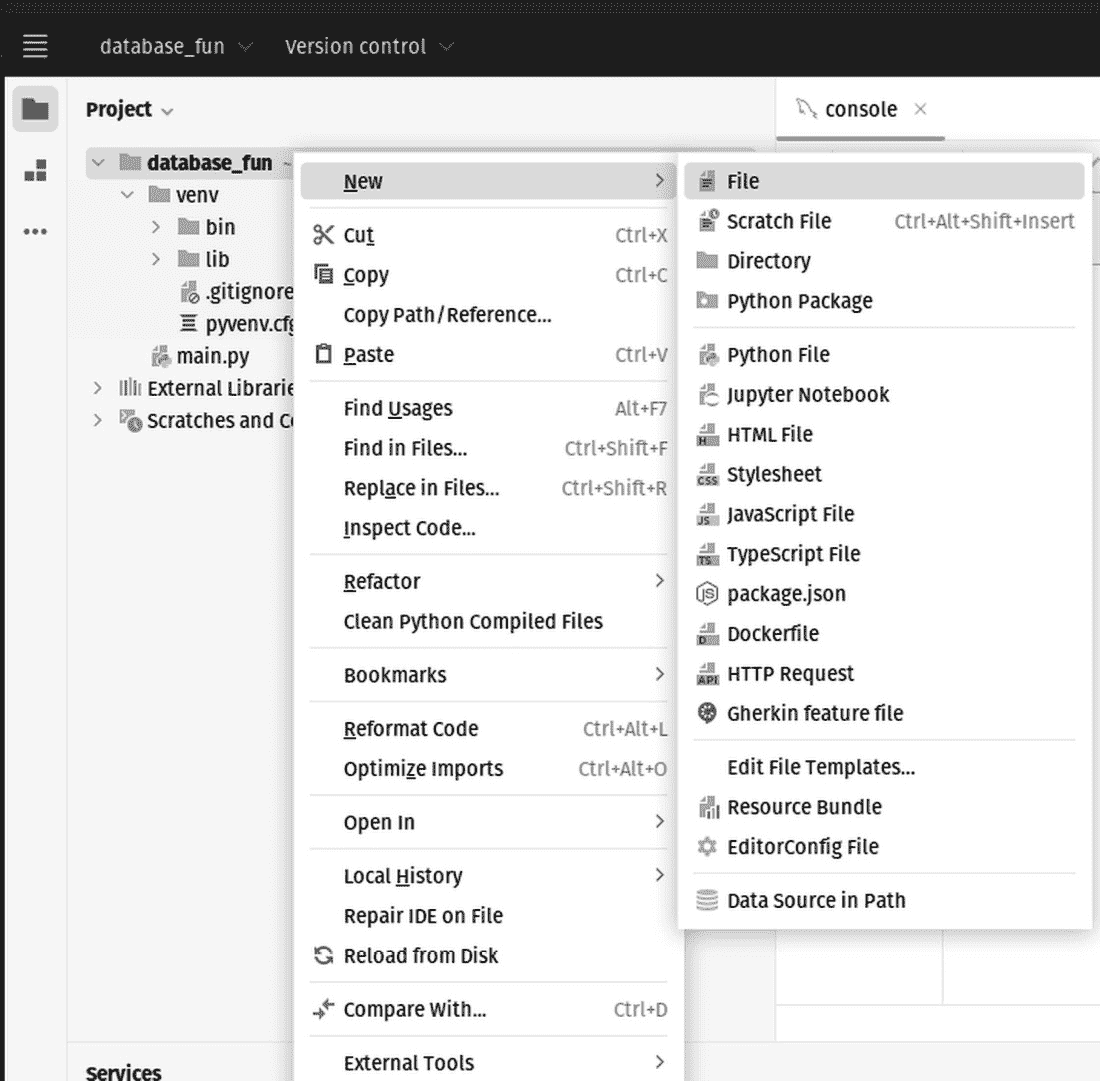 database_fun Version control
Project
console
database_fun
venv
bin
lib
.gitignore
pyvenv.cfg
main.py
External Librarie
Scratches and Co
New
Cut Ctrl+X
Copy Ctrl+C
Copy Path/Reference...
Paste Ctrl+V
Find Usages Alt+F7
Find in Files... Ctrl+Shift+F
Replace in Files... Ctrl+Shift+R
Inspect Code...
Refactor
Clean Python Compiled Files
Bookmarks
Reformat Code Ctrl+Alt+L
Optimize Imports Ctrl+Alt+O
Open In
Local History
Repair IDE on File
Reload from Disk
Compare With... Ctrl+D
External Tools
File
Scratch File Ctrl+Alt+Shift+Insert
Directory
Python Package
Python File
Jupyter Notebook
H HTML File
CSS Stylesheet
JS JavaScript File
TS TypeScript File
JS package.json
D Dockerfile
API HTTP Request
Gherkin feature file
Edit File Templates...
Resource Bundle
EditorConfig File
Data Source in Path
Services